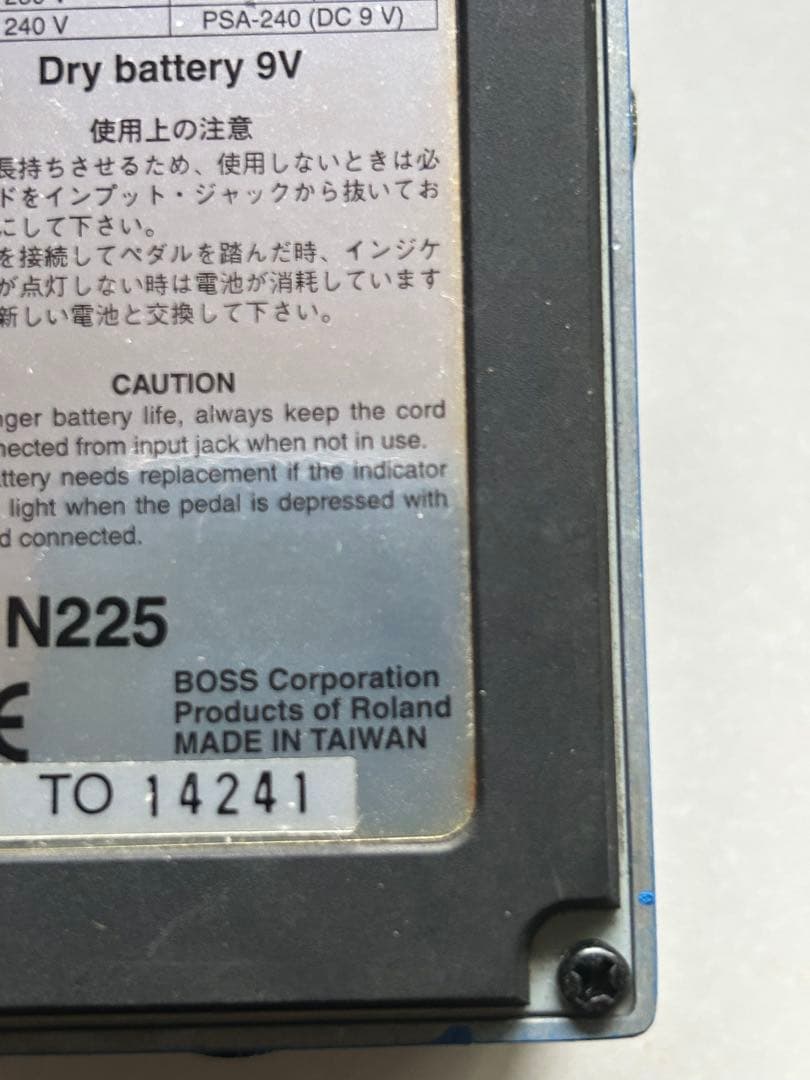 240 V PSA-240 (DC 9 V)
Dry battery 9V
使用上の注意
長持ちさせるため、使用しないときは必
ドをインプット・ジャックから抜いてお
にして下さい。
を接続してペダルを踏んだ時、インジケ
が点灯しない時は電池が消耗しています
新しい電池と交換して下さい。
CAUTION
nger battery life, always keep the cord
nected from input jack when not in use.
attery needs replacement if the indicator
light when the pedal is depressed with
d connected.
N225
CE
BOSS Corporation
Products of Roland
MADE IN TAIWAN
TO 14241